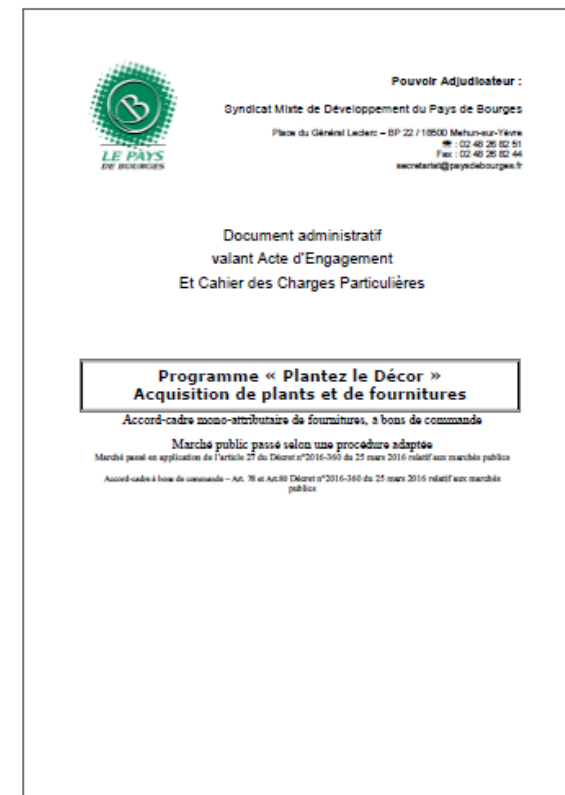 Pouvoir Adjudicateur :
Syndicat Mixte de Développement du Pays de Bourges
Place du Général Leclerc – BP 22 / 18500 Mehun-sur-Yèvre
☎ : 02 48 26 82 51
Fax : 02 48 26 82 44
secretariat@paysdebourges.fr
B
LE PAYS
DE BOURGES
Document administratif
valant Acte d'Engagement
Et Cahier des Charges Particulières
Programme « Plantez le Décor »
Acquisition de plants et de fournitures
Accord-cadre mono-attributaire de fournitures, à bons de commande
Marché public passé selon une procédure adaptée
Marché passé en application de l'article 27 du Décret n°2016-360 du 25 mars 2016 relatif aux marchés publics
Accord-cadre à bons de commande – Art. 78 et Art.80 Décret n°2016-360 du 25 mars 2016 relatif aux marchés
publics